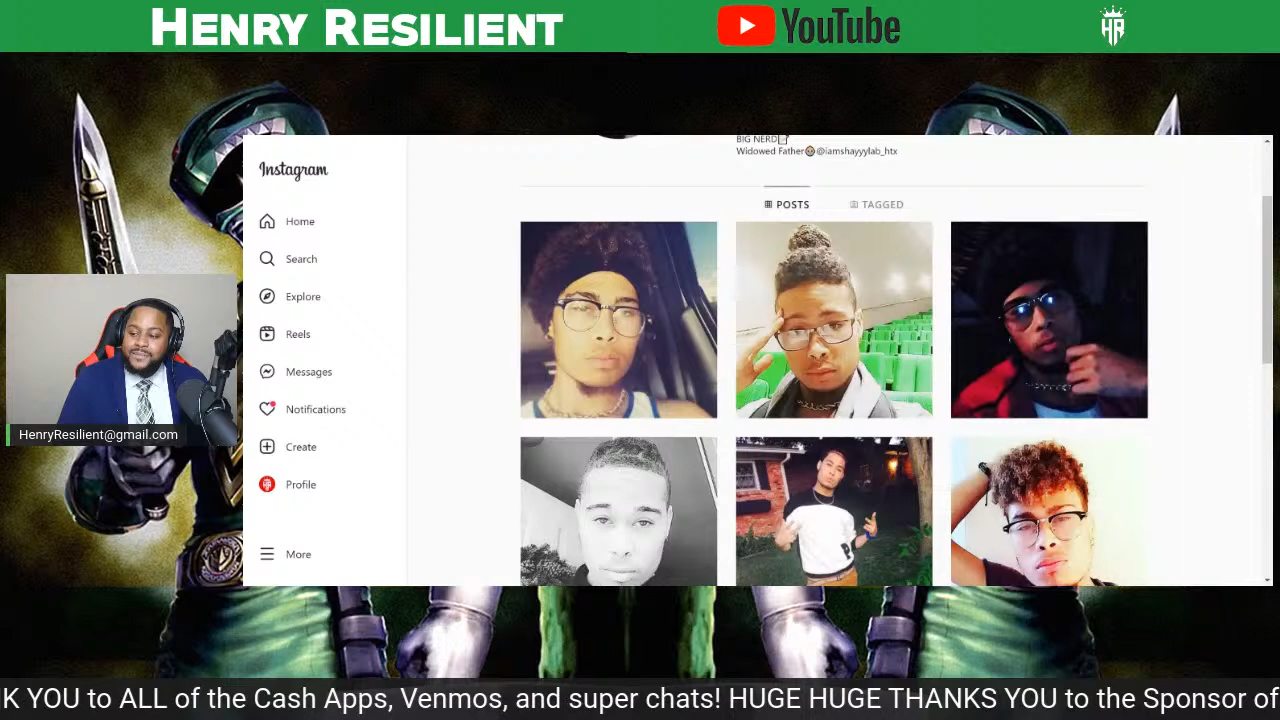 HENRY RESILIENT
YouTube
HR
BIG NERD
Widowed Father @iamshayyylab_htx
Instagram
POSTS
TAGGED
Home
Search
Explore
Reels
Messages
Notifications
Create
Profile
More
P
HenryResilient@gmail.com
K YOU to ALL of the Cash Apps, Venmos, and super chats! HUGE HUGE THANKS YOU to the Sponsor of